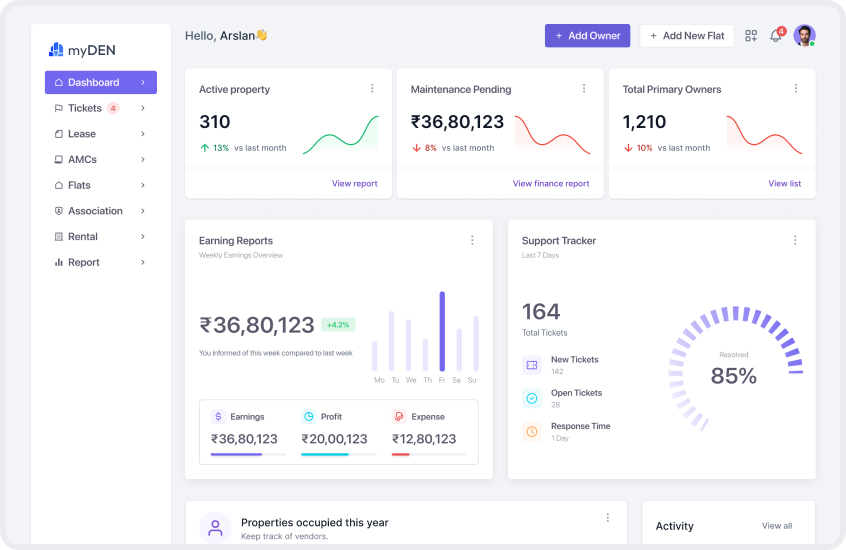 myDEN
Dashboard
Tickets 4
Lease
AMCs
Flats
Association
Rental
Report
Hello, Arslan👋
+ Add Owner
+ Add New Flat
4
Active property
310
13% vs last month
View report
Maintenance Pending
₹36,80,123
8% vs last month
View finance report
Total Primary Owners
1,210
10% vs last month
View list
Earning Reports
Weekly Earnings Overview
₹36,80,123 +4.2%
You informed of this week compared to last week
Mo Tu We Th Fr Sa Su
$ Earnings
₹36,80,123
Profit
₹20,00,123
Expense
₹12,80,123
Support Tracker
Last 7 Days
164
Total Tickets
New Tickets
142
Open Tickets
28
Response Time
1 Day
Resolved
85%
Properties occupied this year
Keep track of vendors.
Activity
View all